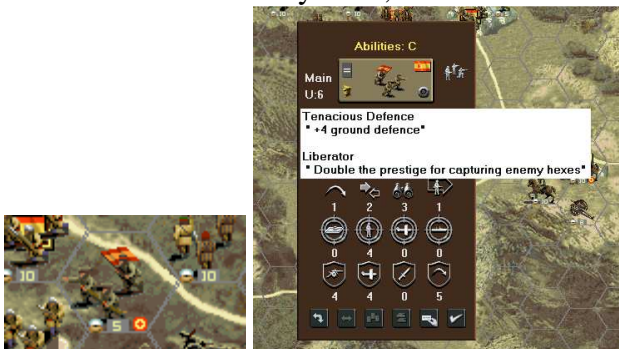 Abilities: C
Main
U:6
Tenacious Defence
" +4 ground defence"
Liberator
" Double the prestige for capturing enemy hexes"
1 2 3 1
0 4 0 0
4 4 0 5
10
10
5